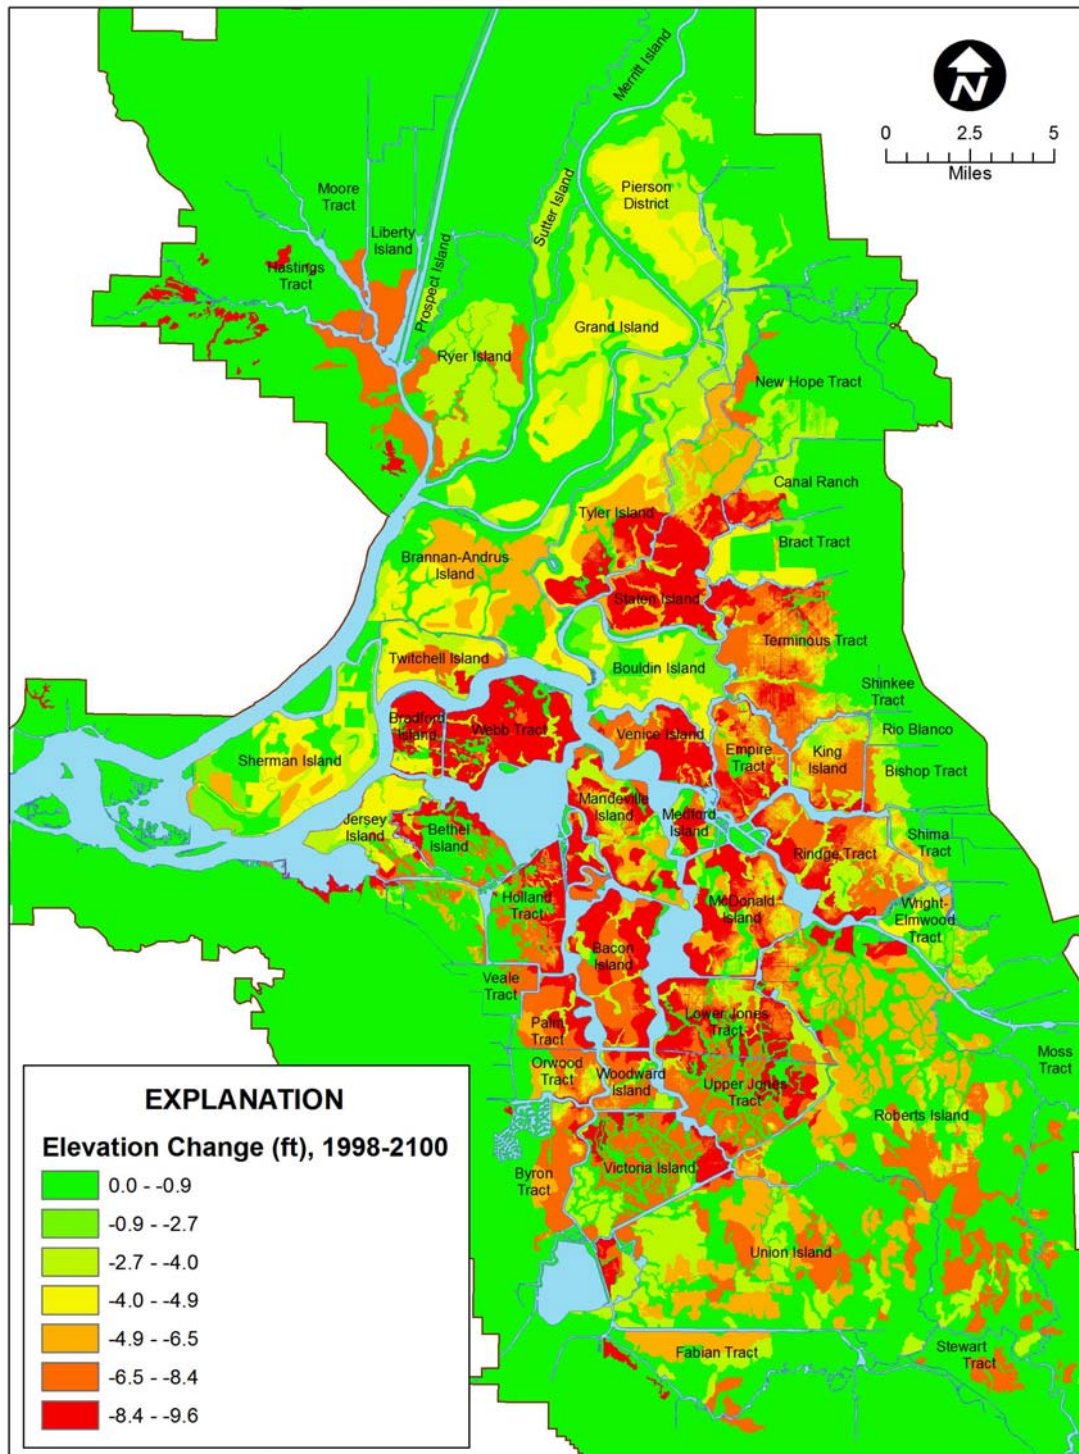 Merritt Island
N
0 2.5 5
Miles
Pierson
District
Sutter Island
Moore
Tract
Liberty
Island
Hastings
Tract
Prospect Island
Ryer Island
Grand Island
New Hope Tract
Canal Ranch
Tyler Island
Bract Tract
Brannan-Andrus
Island
Staten Island
Terminous Tract
Twitchell Island
Bouldin Island
Shinkee
Tract
Bradford
Island
Webb Tract
Venice Island
Empire
Tract
King
Island
Rio Blanco
Bishop Tract
Sherman Island
Mandeville
Island
Medford
Island
Jersey
Island
Bethel
Island
Shima
Tract
Rindge Tract
Holland
Tract
McDonald
Island
Wright-
Elmwood
Tract
Bacon
Island
Veale
Tract
Palm
Tract
Lower Jones
Tract
Orwood
Tract
Woodward
Island
Upper Jones
Tract
Moss
Tract
Roberts Island
Byron
Tract
Victoria Island
Union Island
Fabian Tract
Stewart
Tract
EXPLANATION
Elevation Change (ft), 1998-2100
0.0 - -0.9
-0.9 - -2.7
-2.7 - -4.0
-4.0 - -4.9
-4.9 - -6.5
-6.5 - -8.4
-8.4 - -9.6